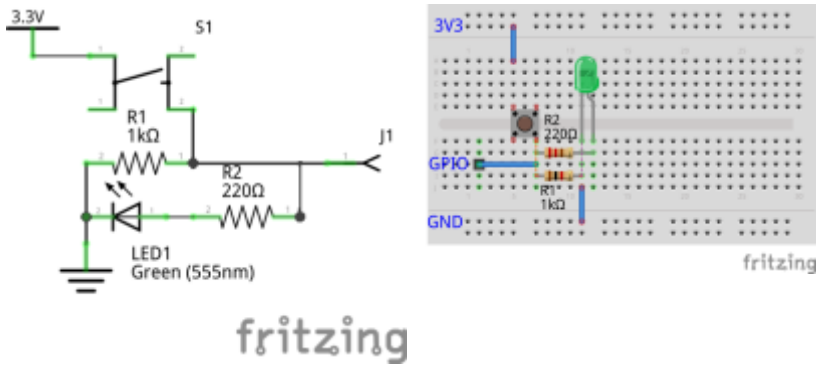 3.3V
S1
R1
1kΩ
J1
R2
220Ω
LED1
Green (555nm)
fritzing
3V3
R2
220Ω
GPIO
R1
1kΩ
GND
fritzing